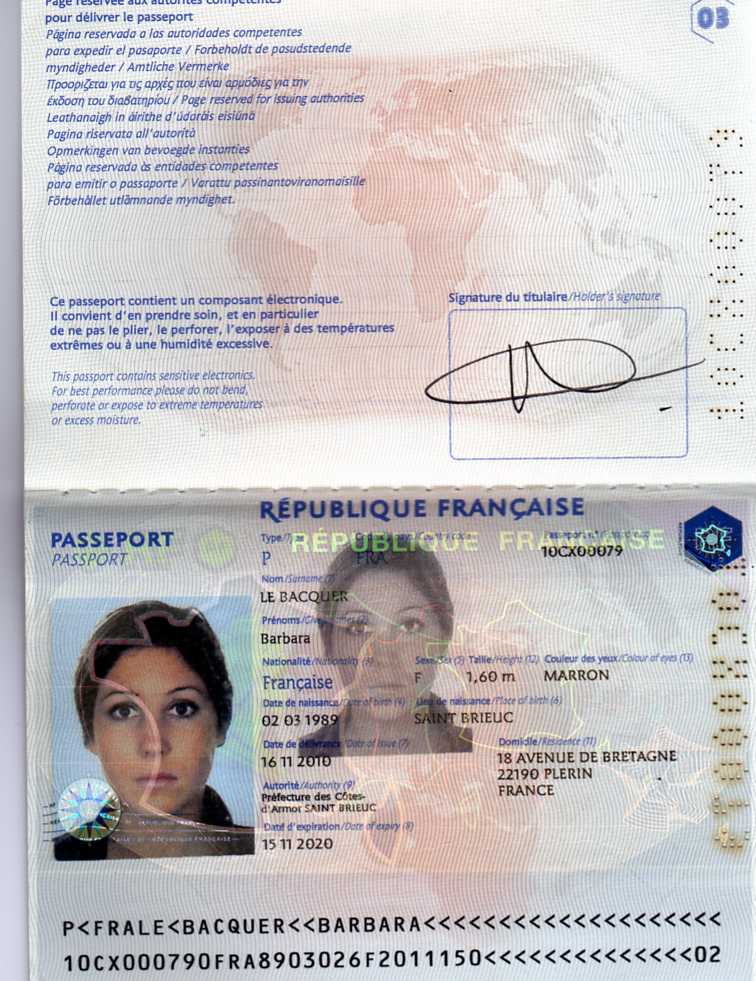 Page réservée aux autorités compétentes
pour délivrer le passeport
Página reservada a las autoridades competentes
para expedir el pasaporte / Forbeholdt de pasudstedende
myndigheder / Amtliche Vermerke
Προορίζεται για τις αρχές που είναι αρμόδιες για την
έκδοση του διαβατηρίου / Page reserved for issuing authorities
Leathanaigh in áirithe d'údaráis eisiúna
Pagina riservata all'autorità
Opmerkingen van bevoegde instanties
Página reservada às entidades competentes
para emitir o passaporte / Varattu passinantoviranomaisille
Förbehållet utlämnande myndighet.
03
Ce passeport contient un composant électronique.
Il convient d'en prendre soin, et en particulier
de ne pas le plier, le perforer, l'exposer à des températures
extrêmes ou à une humidité excessive.
This passport contains sensitive electronics.
For best performance please do not bend,
perforate or expose to extreme temperatures
or excess moisture.
Signature du titulaire/Holder's signature
RÉPUBLIQUE FRANÇAISE
PASSEPORT
PASSPORT
RÉPUBLIQUE FRANÇAISE
Type
P
FRA
10CX00079
Nom/Surname
LE BACQUER
Prénoms
Barbara
Nationalité/Nationality
Française
Sexe/Sex (5) Taille/Height (12) Couleur des yeux/Colour of eyes (13)
F 1,60 m MARRON
Date de naissance/Date of birth (4) Lieu de naissance/Place of birth (6)
02 03 1989 SAINT BRIEUC
Date de délivrance/Date of issue (7) Domicile/Residence (11)
16 11 2010 18 AVENUE DE BRETAGNE
22190 PLERIN
FRANCE
Autorité/Authority (9)
Préfecture des Côtes-
d'Armor SAINT BRIEUC
Date d'expiration/Date of expiry (8)
15 11 2020
P<FRALE<BACQUER<<BARBARA<<<<<<<<<<<<<<<<<<<<
10CX000790FRA8903026F2011150<<<<<<<<<<<<<<02